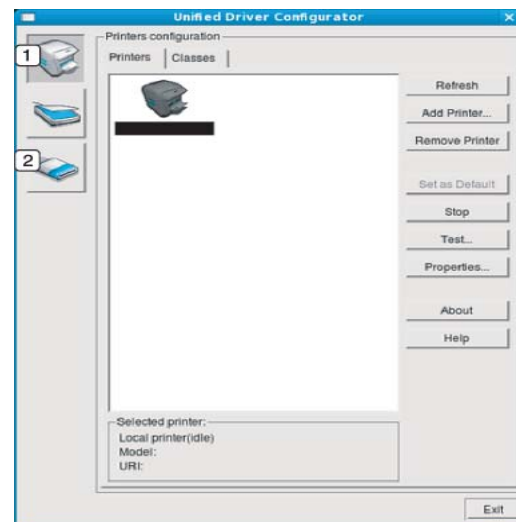 Unified Driver Configurator
Printers configuration
1
Printers
Classes
2
Refresh
Add Printer...
Remove Printer
Set as Default
Stop
Test...
Properties...
About
Help
Selected printer:
Local printer(idle)
Model:
URI:
Exit